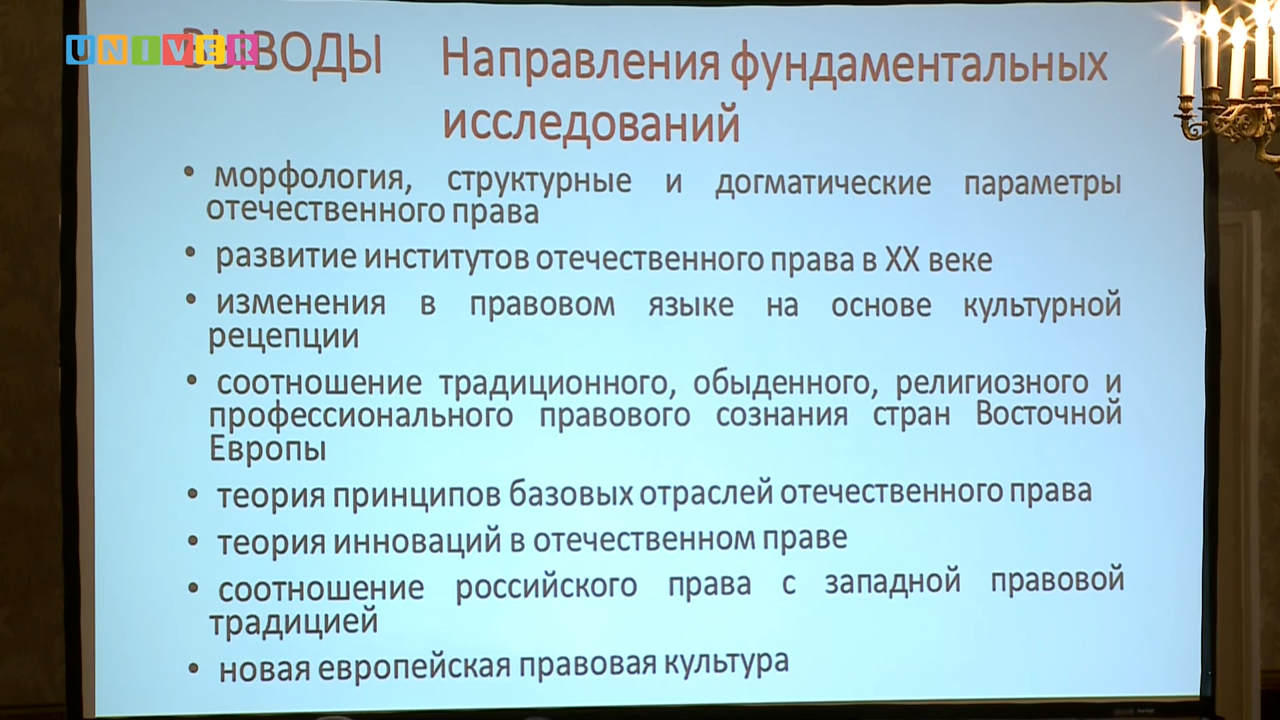 UNIVER
ВЫВОДЫ Направления фундаментальных
исследований
• морфология, структурные и догматические параметры
отечественного права
• развитие институтов отечественного права в XX веке
• изменения в правовом языке на основе культурной
рецепции
• соотношение традиционного, обыденного, религиозного и
профессионального правового сознания стран Восточной
Европы
• теория принципов базовых отраслей отечественного права
• теория инноваций в отечественном праве
• соотношение российского права с западной правовой
традицией
• новая европейская правовая культура